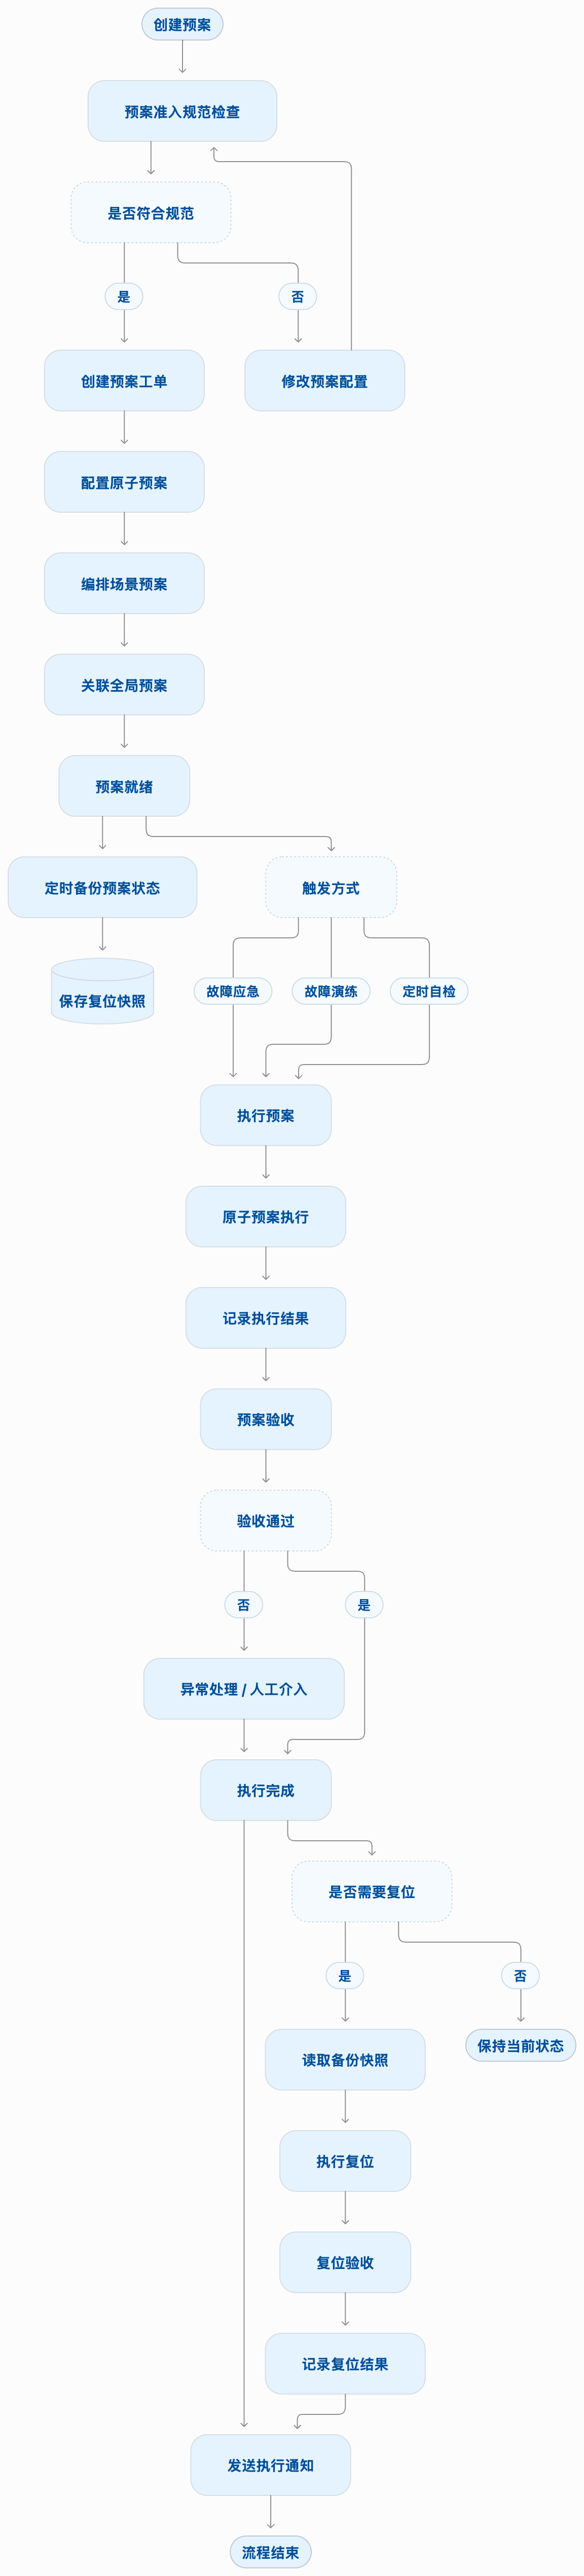 创建预案
预案准入规范检查
是否符合规范
是
否
创建预案工单
修改预案配置
配置原子预案
编排场景预案
关联全局预案
预案就绪
定时备份预案状态
触发方式
保存复位快照
故障应急
故障演练
定时自检
执行预案
原子预案执行
记录执行结果
预案验收
验收通过
否
是
异常处理 / 人工介入
执行完成
是否需要复位
是
否
读取备份快照
保持当前状态
执行复位
复位验收
记录复位结果
发送执行通知
流程结束